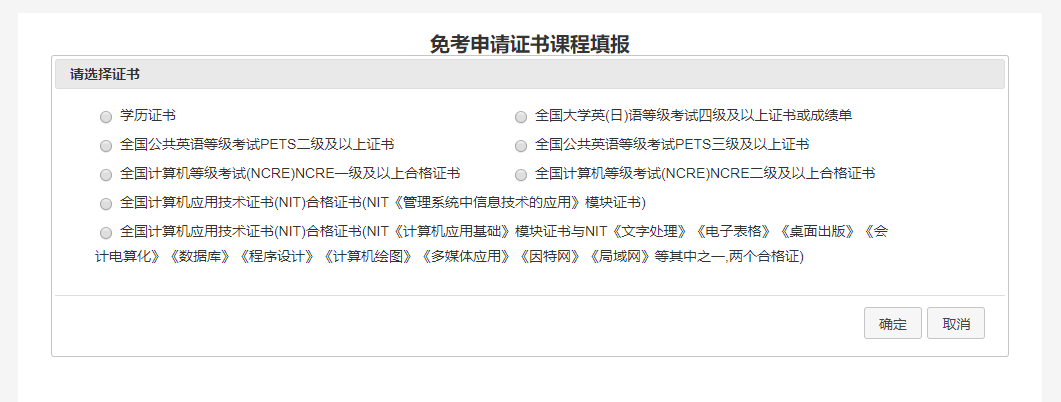 免考申请证书课程填报
请选择证书
学历证书 全国大学英(日)语等级考试四级及以上证书或成绩单
全国公共英语等级考试PETS二级及以上证书 全国公共英语等级考试PETS三级及以上证书
全国计算机等级考试(NCRE)NCRE一级及以上合格证书 全国计算机等级考试(NCRE)NCRE二级及以上合格证书
全国计算机应用技术证书(NIT)合格证书(NIT《管理系统中信息技术的应用》模块证书)
全国计算机应用技术证书(NIT)合格证书(NIT《计算机应用基础》模块证书与NIT《文字处理》《电子表格》《桌面出版》《会
计电算化》《数据库》《程序设计》《计算机绘图》《多媒体应用》《因特网》《局域网》等其中之一,两个合格证)
确定 取消